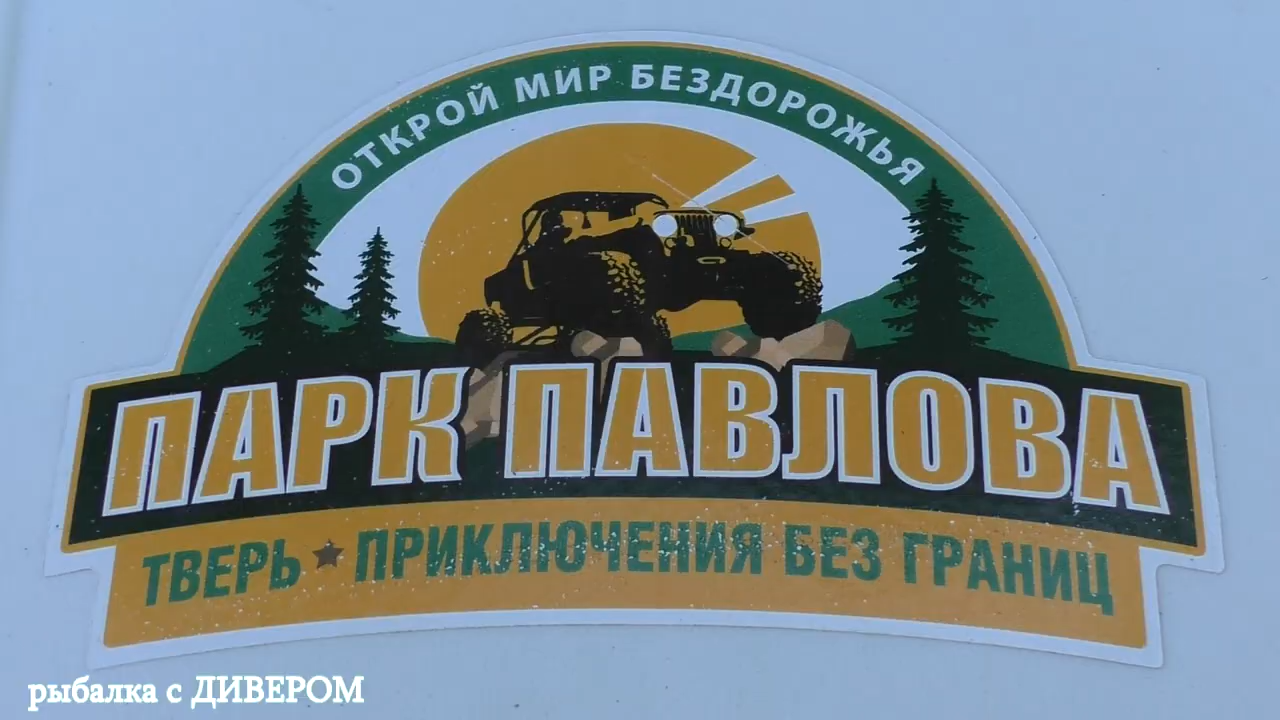 ОТКРОЙ МИР БЕЗДОРОЖЬЯ
ПАРК ПАВЛОВА
ТВЕРЬ ★ ПРИКЛЮЧЕНИЯ БЕЗ ГРАНИЦ
рыбалка с ДИВЕРОМ